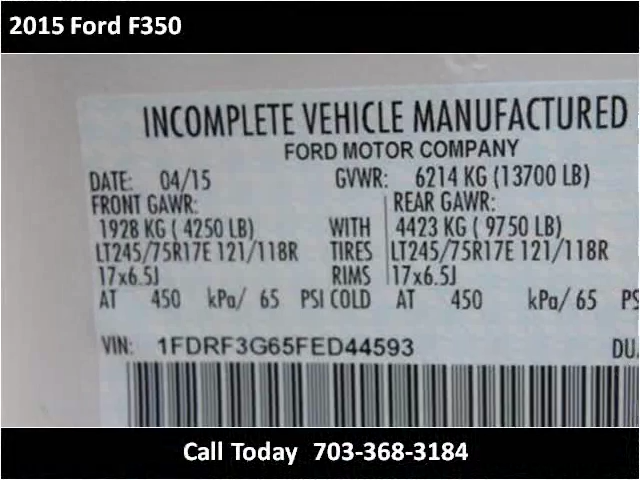 2015 Ford F350
INCOMPLETE VEHICLE MANUFACTURED
FORD MOTOR COMPANY
DATE: 04/15 GVWR: 6214 KG (13700 LB)
FRONT GAWR: REAR GAWR:
1928 KG ( 4250 LB) WITH 4423 KG ( 9750 LB)
LT245/75R17E 121/118R TIRES LT245/75R17E 121/118R
17x6.5J RIMS 17x6.5J
AT 450 kPa/ 65 PSI COLD AT 450 kPa/ 65 PS
VIN: 1FDRF3G65FED44593 DU
Call Today 703-368-3184